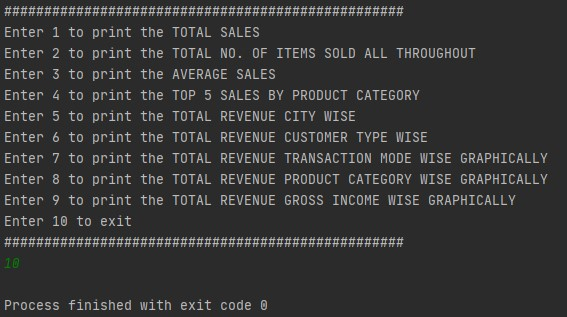 ##################################################
Enter 1 to print the TOTAL SALES
Enter 2 to print the TOTAL NO. OF ITEMS SOLD ALL THROUGHOUT
Enter 3 to print the AVERAGE SALES
Enter 4 to print the TOP 5 SALES BY PRODUCT CATEGORY
Enter 5 to print the TOTAL REVENUE CITY WISE
Enter 6 to print the TOTAL REVENUE CUSTOMER TYPE WISE
Enter 7 to print the TOTAL REVENUE TRANSACTION MODE WISE GRAPHICALLY
Enter 8 to print the TOTAL REVENUE PRODUCT CATEGORY WISE GRAPHICALLY
Enter 9 to print the TOTAL REVENUE GROSS INCOME WISE GRAPHICALLY
Enter 10 to exit
##################################################
10
Process finished with exit code 0